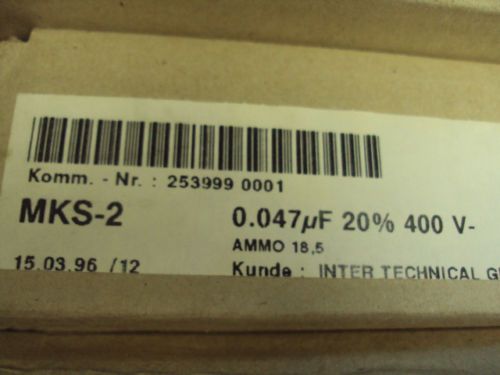 Komm. - Nr. : 253999 0001
MKS-2 0.047µF 20% 400 V-
AMMO 18,5
15.03.96 /12 Kunde : INTER TECHNICAL